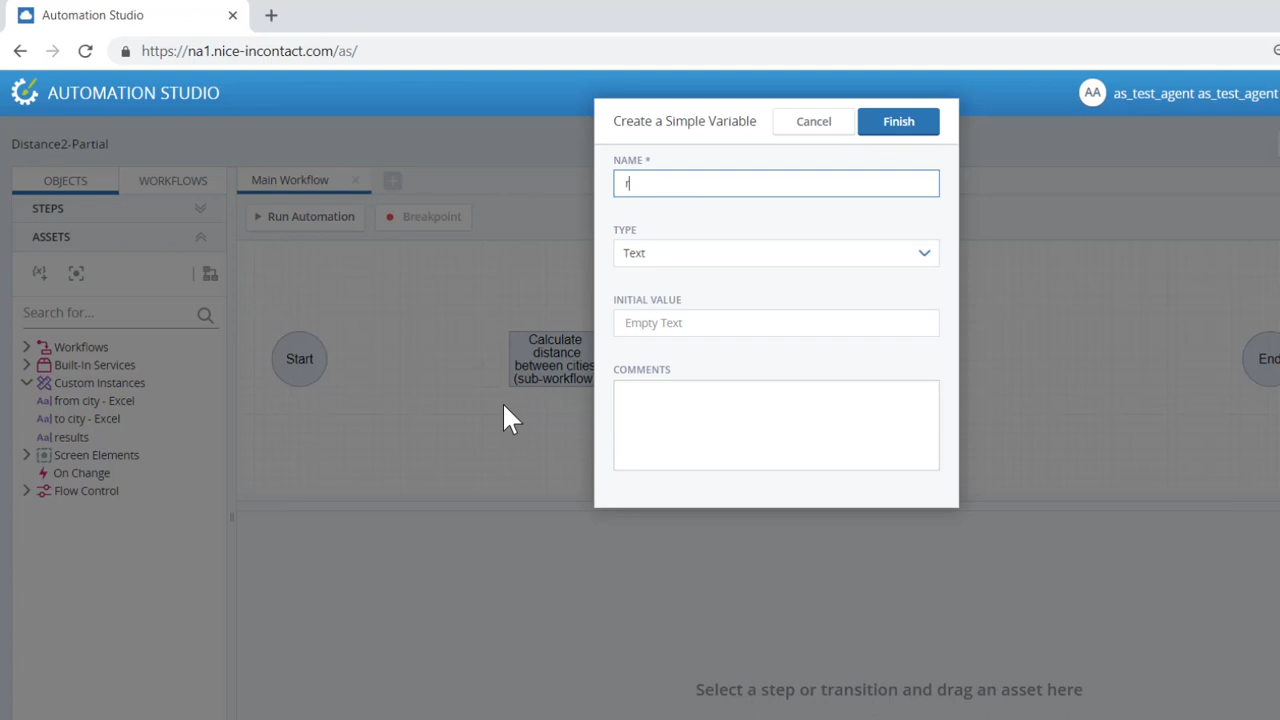 Automation Studio
https://na1.nice-incontact.com/as/
AUTOMATION STUDIO
AA
as_test_agent as_test_agent
Create a Simple Variable
Cancel
Finish
Distance2-Partial
NAME *
r
OBJECTS
WORKFLOWS
Main Workflow
STEPS
Run Automation
Breakpoint
TYPE
ASSETS
Text
INITIAL VALUE
Search for...
Empty Text
Workflows
Start
Calculate
distance
between cities
(sub-workflow
End
Built-In Services
COMMENTS
Custom Instances
Aa| from city - Excel
Aa| to city - Excel
Aa| results
Screen Elements
On Change
Flow Control
Select a step or transition and drag an asset here